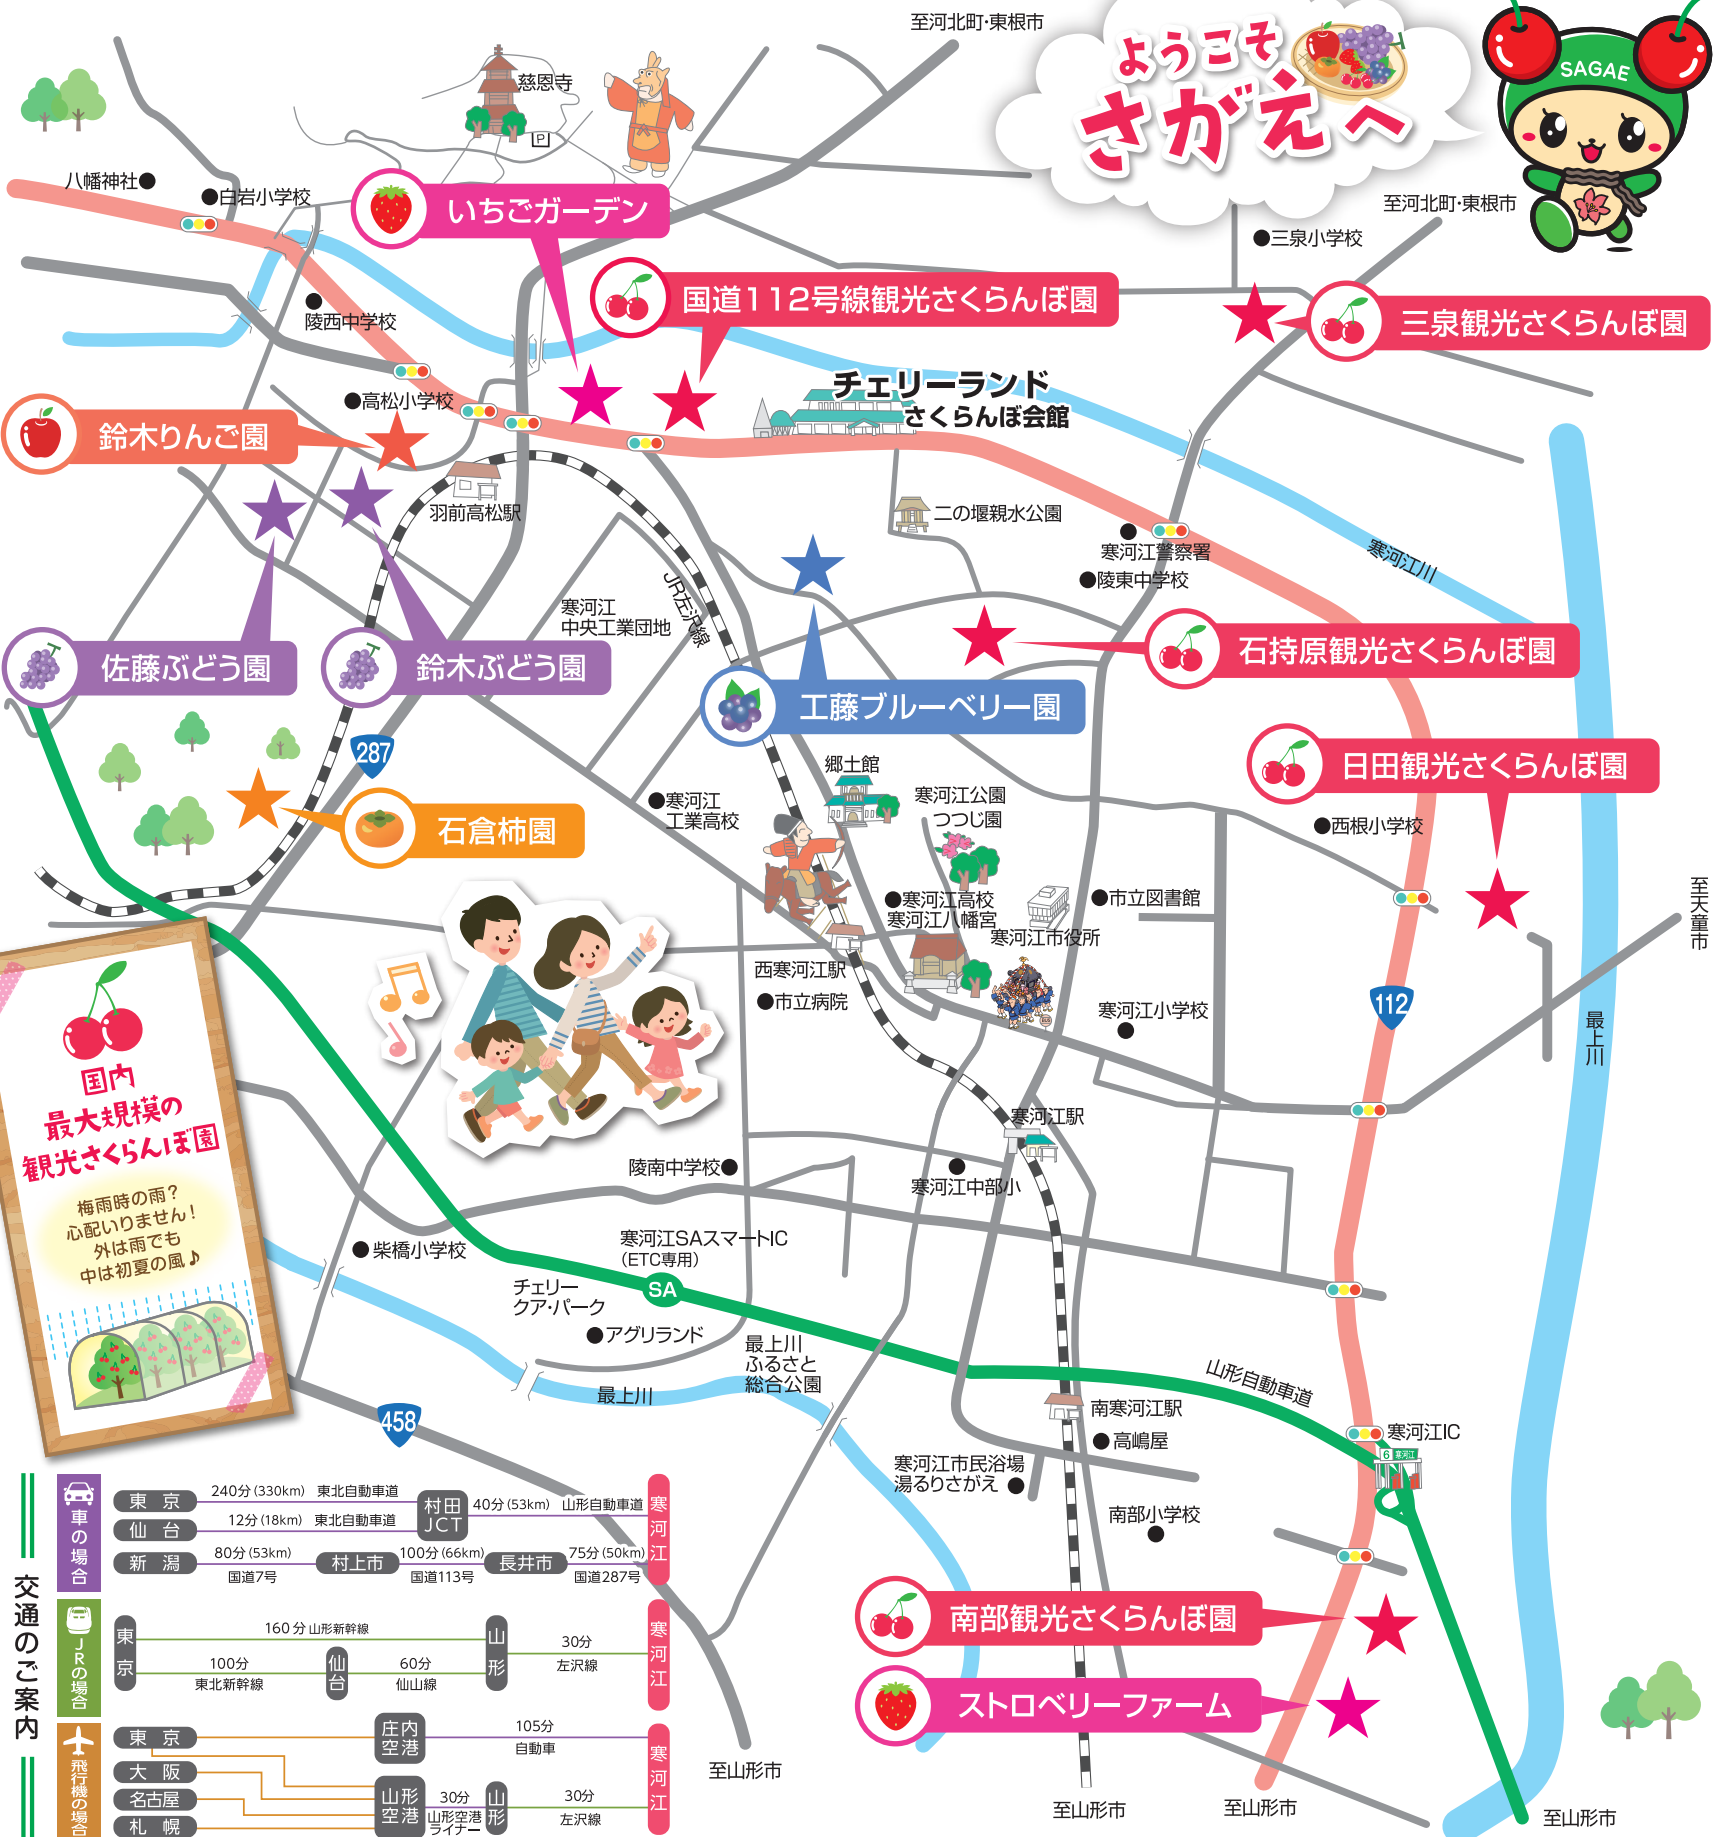 至河北町・東根市
ようこそ
さがえへ
SAGAE
慈恩寺
P
八幡神社
白岩小学校
いちごガーデン
至河北町・東根市
三泉小学校
国道112号線観光さくらんぼ園
三泉観光さくらんぼ園
陵西中学校
チェリーランド
さくらんぼ会館
高松小学校
鈴木りんご園
羽前高松駅
二の堰親水公園
寒河江警察署
陵東中学校
寒河江川
JR左沢線
寒河江
中央工業団地
佐藤ぶどう園
鈴木ぶどう園
石持原観光さくらんぼ園
工藤ブルーベリー園
287
日田観光さくらんぼ園
郷土館
寒河江公園
つつじ園
石倉柿園
寒河江
工業高校
西根小学校
寒河江高校
寒河江八幡宮
市立図書館
寒河江市役所
至天童市
西寒河江駅
市立病院
寒河江小学校
112
最上川
国内
最大規模の
観光さくらんぼ園
梅雨時の雨?
心配いりません!
外は雨でも
中は初夏の風♪
寒河江駅
陵南中学校
寒河江中部小
柴橋小学校
寒河江SAスマートIC
(ETC専用)
SA
チェリー
クア・パーク
アグリランド
最上川
ふるさと
総合公園
最上川
山形自動車道
458
南寒河江駅
高嶋屋
寒河江IC
6 寒河江
寒河江市民浴場
湯るりさがえ
南部小学校
南部観光さくらんぼ園
ストロベリーファーム
至山形市
至山形市
至山形市
至山形市
交通のご案内
車の場合
東京 240分(330km) 東北自動車道
仙台 12分(18km) 東北自動車道
村田
JCT
40分(53km) 山形自動車道
新潟 80分(53km) 国道7号 村上市 100分(66km) 国道113号 長井市 75分(50km) 国道287号
寒河江
JRの場合
東京
160分 山形新幹線
100分 東北新幹線
仙台
60分 仙山線
山形
30分 左沢線
寒河江
飛行機の場合
東京
大阪
名古屋
札幌
庄内
空港
105分
自動車
山形
空港
30分
山形空港
ライナー
山形
30分
左沢線
寒河江